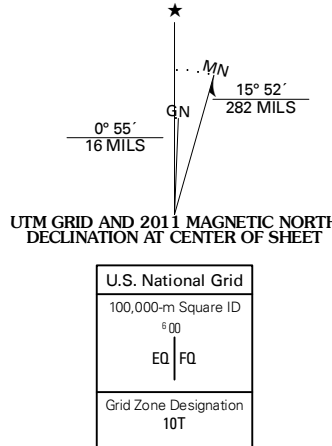 ★
MN
GN
15° 52´
282 MILS
0° 55´
16 MILS
UTM GRID AND 2011 MAGNETIC NORTH
DECLINATION AT CENTER OF SHEET
U.S. National Grid
100,000-m Square ID
6 00
EQ FQ
Grid Zone Designation
10T